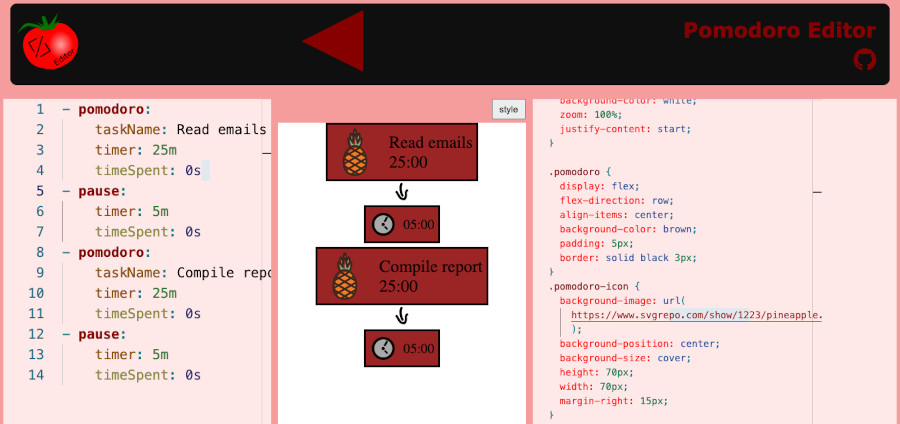 Editor
Pomodoro Editor
1 - pomodoro:
2 taskName: Read emails
3 timer: 25m
4 timeSpent: 0s
5 - pause:
6 timer: 5m
7 timeSpent: 0s
8 - pomodoro:
9 taskName: Compile repo
10 timer: 25m
11 timeSpent: 0s
12 - pause:
13 timer: 5m
14 timeSpent: 0s
style
Read emails
25:00
05:00
Compile report
25:00
05:00
background-color: white;
zoom: 100%;
justify-content: start;
}
.pomodoro {
display: flex;
flex-direction: row;
align-items: center;
background-color: brown;
padding: 5px;
border: solid black 3px;
}
.pomodoro-icon {
background-image: url(
https://www.svgrepo.com/show/1223/pineapple.
);
background-position: center;
background-size: cover;
height: 70px;
width: 70px;
margin-right: 15px;
}